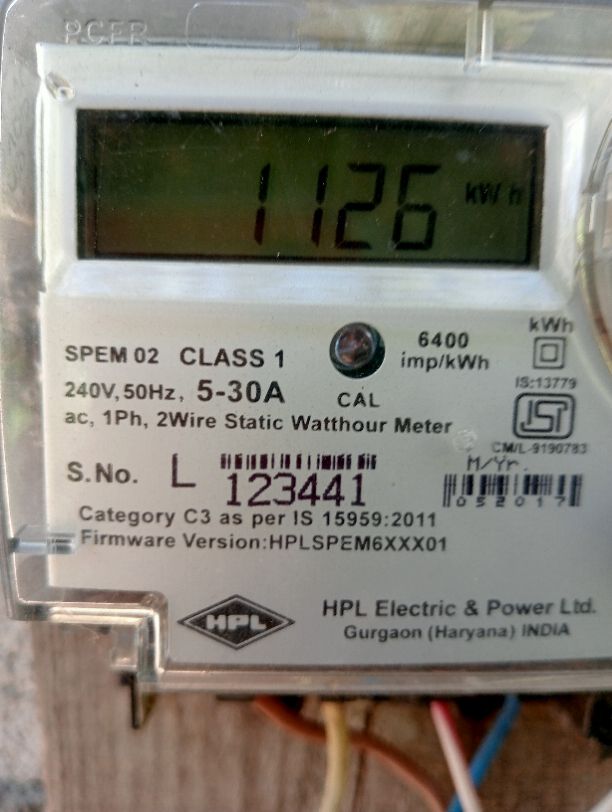 1126 kWh
kWh
SPEM 02 CLASS 1
6400
imp/kWh
240V, 50Hz, 5-30A
CAL
IS:13779
ac, 1Ph, 2Wire Static Watthour Meter
ISI
CM/L-9190783
S.No. L 123441
M/Yr.
052017
Category C3 as per IS 15959:2011
Firmware Version:HPLSPEM6XXX01
HPL
HPL Electric & Power Ltd.
Gurgaon (Haryana) INDIA